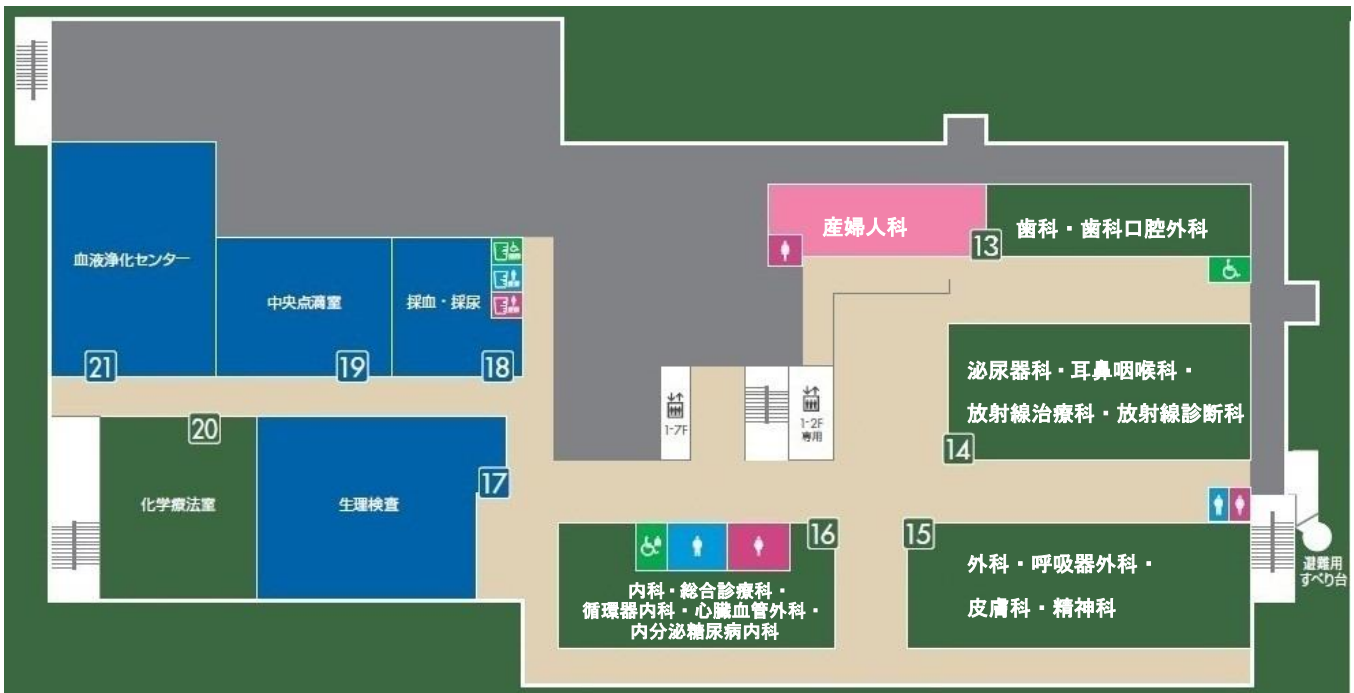 産婦人科
13
歯科・歯科口腔外科
血液浄化センター
21
中央点滴室
19
採血・採尿
18
泌尿器科・耳鼻咽喉科・
放射線治療科・放射線診断科
14
1-7F
1-2F
専用
20
化学療法室
17
生理検査
16
内科・総合診療科・
循環器内科・心臓血管外科・
内分泌糖尿病内科
15
外科・呼吸器外科・
皮膚科・精神科
避難用
すべり台